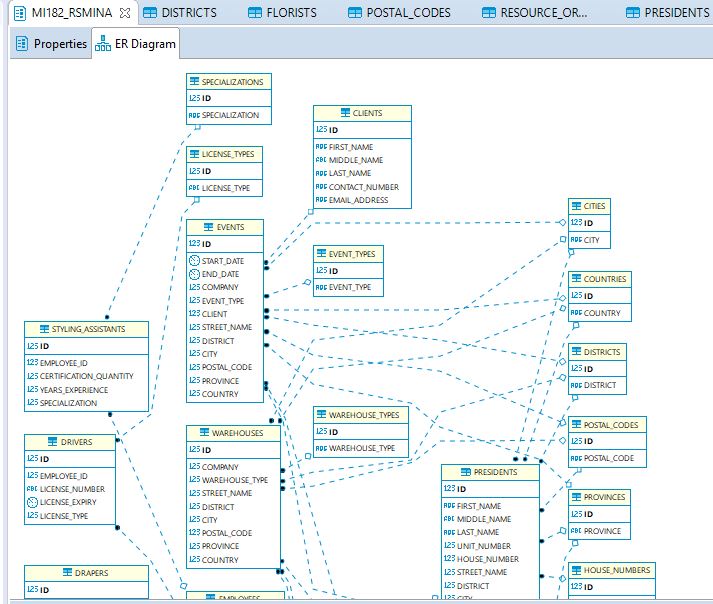 MI182_RSMINA
DISTRICTS
FLORISTS
POSTAL_CODES
RESOURCE_OR...
PRESIDENTS
Properties
ER Diagram
SPECIALIZATIONS
123 ID
ABC SPECIALIZATION
LICENSE_TYPES
123 ID
ABC LICENSE_TYPE
CLIENTS
123 ID
ABC FIRST_NAME
ABC MIDDLE_NAME
ABC LAST_NAME
ABC CONTACT_NUMBER
ABC EMAIL_ADDRESS
EVENTS
123 ID
START_DATE
END_DATE
123 COMPANY
123 EVENT_TYPE
123 CLIENT
123 STREET_NAME
123 DISTRICT
123 CITY
123 POSTAL_CODE
123 PROVINCE
123 COUNTRY
EVENT_TYPES
123 ID
ABC EVENT_TYPE
CITIES
123 ID
ABC CITY
COUNTRIES
123 ID
ABC COUNTRY
DISTRICTS
123 ID
ABC DISTRICT
STYLING_ASSISTANTS
123 ID
123 EMPLOYEE_ID
123 CERTIFICATION_QUANTITY
123 YEARS_EXPERIENCE
123 SPECIALIZATION
WAREHOUSE_TYPES
123 ID
ABC WAREHOUSE_TYPE
POSTAL_CODES
123 ID
ABC POSTAL_CODE
DRIVERS
123 ID
123 EMPLOYEE_ID
ABC LICENSE_NUMBER
LICENSE_EXPIRY
123 LICENSE_TYPE
WAREHOUSES
123 ID
123 COMPANY
123 WAREHOUSE_TYPE
123 STREET_NAME
123 DISTRICT
123 CITY
123 POSTAL_CODE
123 PROVINCE
123 COUNTRY
PRESIDENTS
123 ID
ABC FIRST_NAME
ABC MIDDLE_NAME
ABC LAST_NAME
123 UNIT_NUMBER
123 HOUSE_NUMBER
123 STREET_NAME
123 DISTRICT
123 CITY
PROVINCES
123 ID
ABC PROVINCE
HOUSE_NUMBERS
123 ID
DRAPERS
123 ID
EMPLOYEES